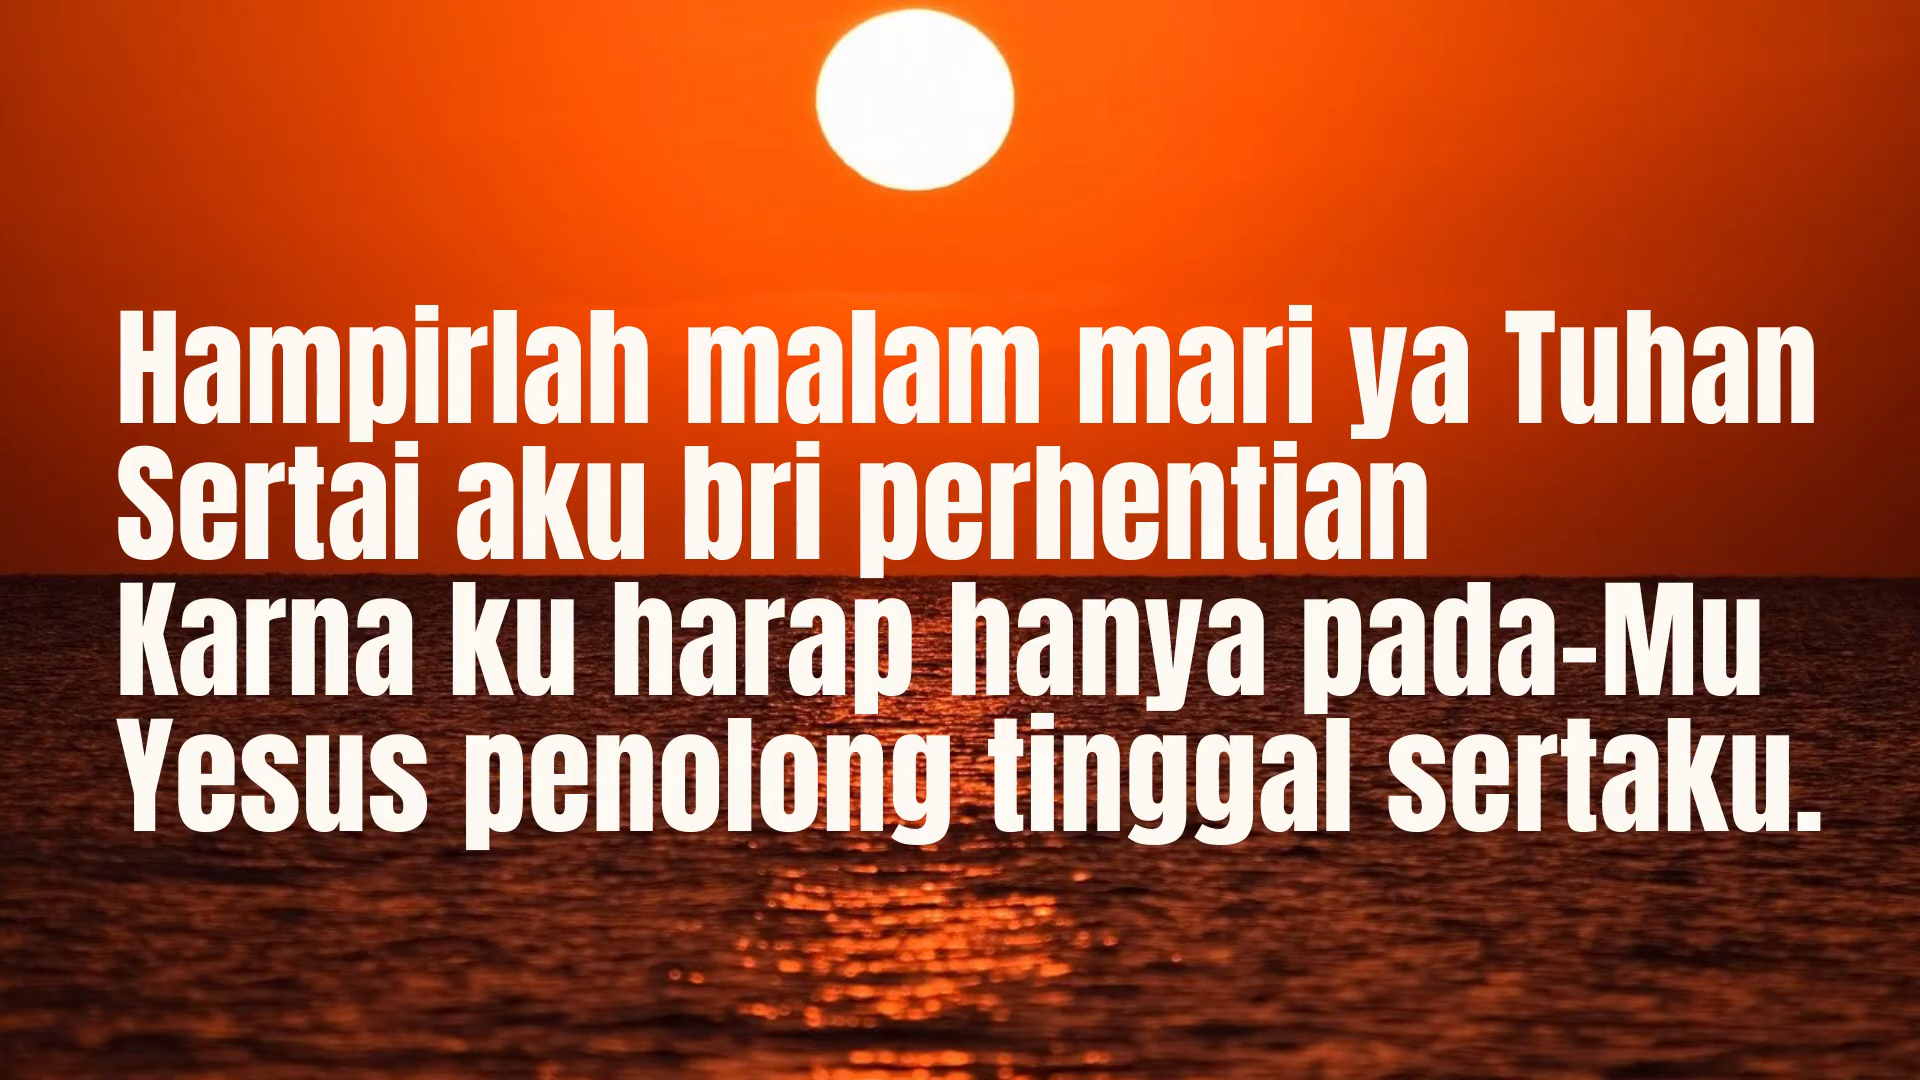 Hampirlah malam mari ya Tuhan
Sertai aku bri perhentian
Karna ku harap hanya pada-Mu
Yesus penolong tinggal sertaku.